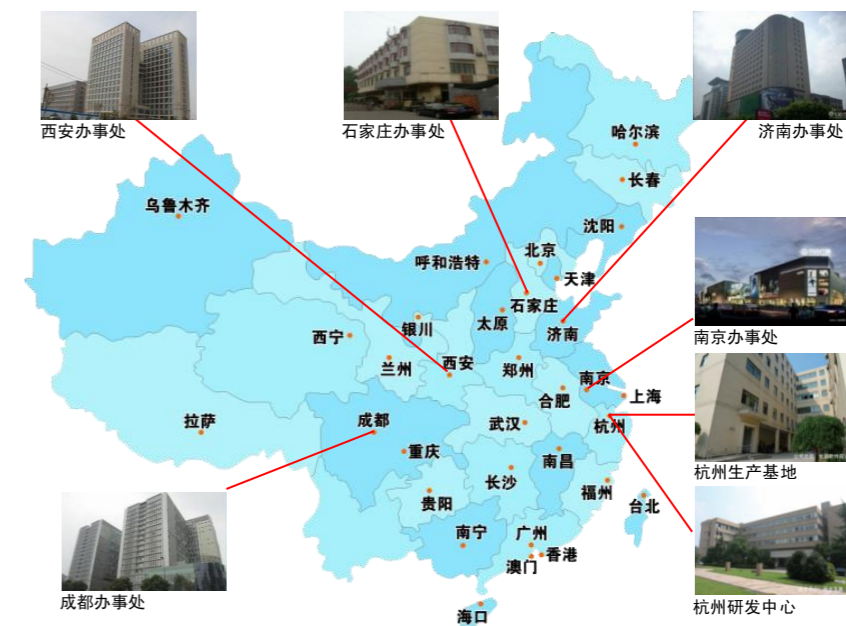 西安办事处
石家庄办事处
济南办事处
哈尔滨
长春
乌鲁木齐
沈阳
呼和浩特
北京
天津
石家庄
银川
太原
济南
西宁
兰州
西安
郑州
南京
南京办事处
合肥
上海
拉萨
成都
武汉
杭州
重庆
南昌
杭州生产基地
长沙
福州
贵阳
台北
南宁
广州
香港
澳门
成都办事处
杭州研发中心
海口